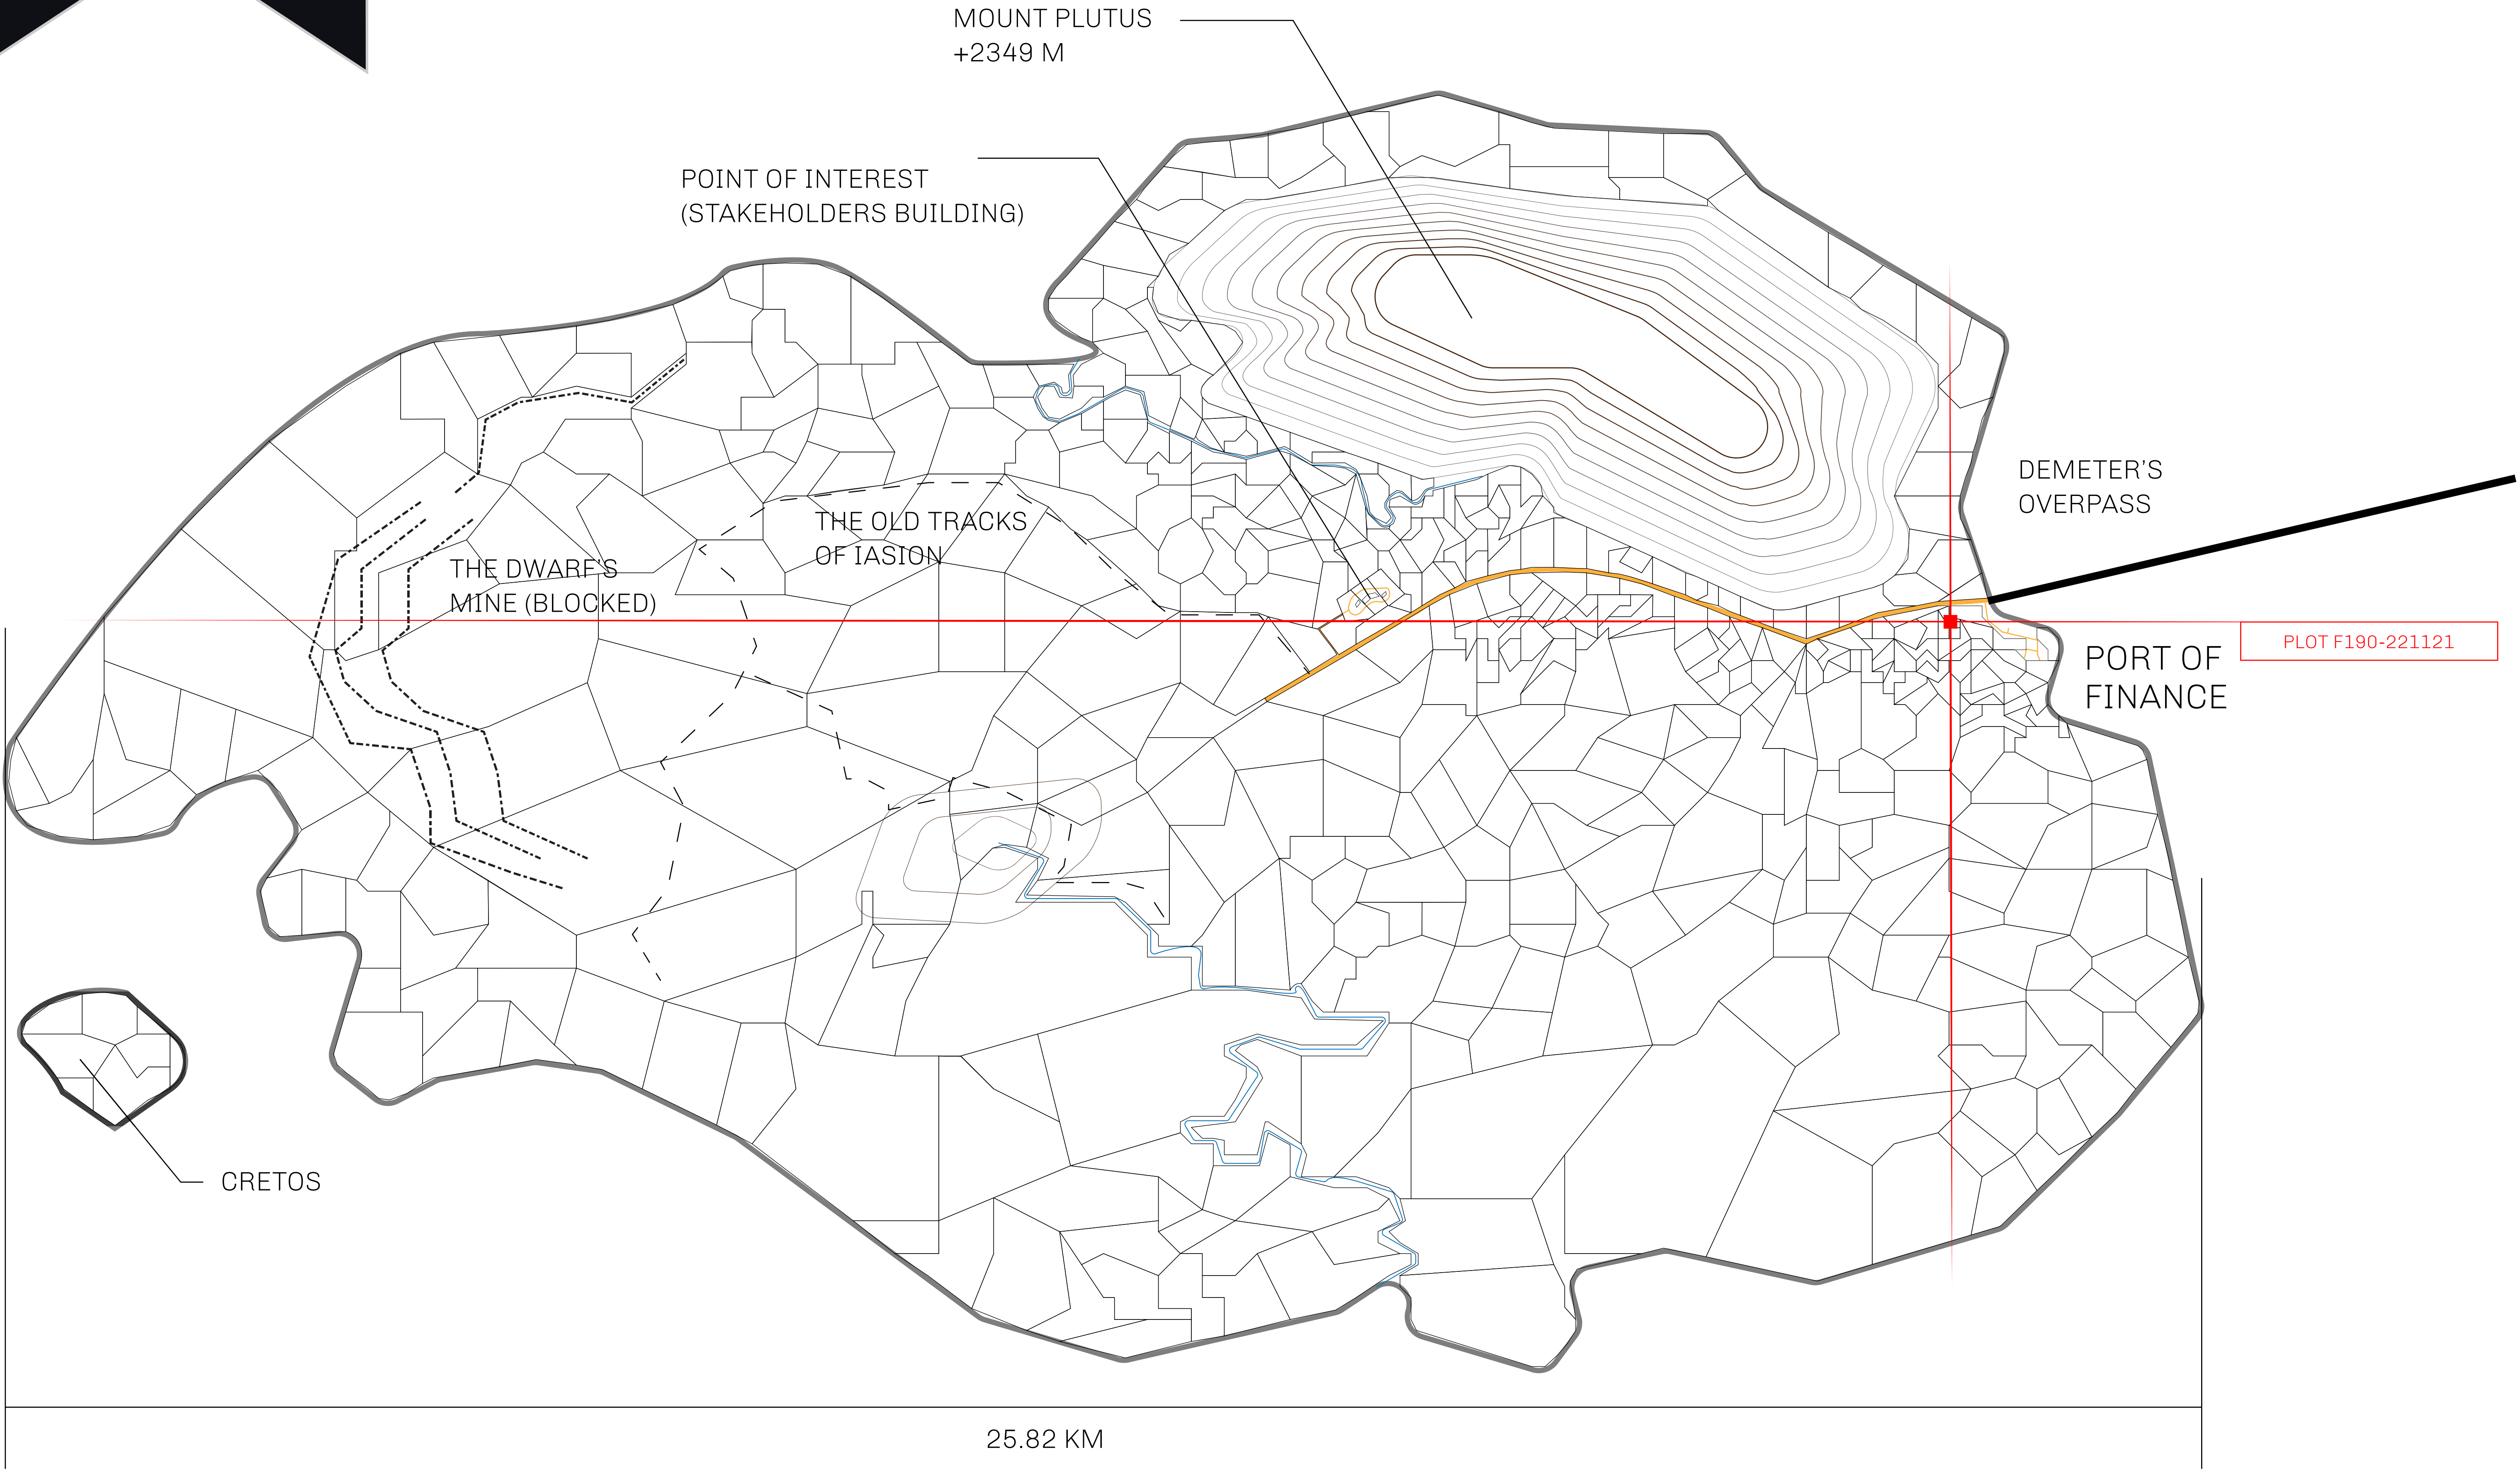 MOUNT PLUTUS
+2349 M
POINT OF INTEREST
(STAKEHOLDERS BUILDING)
DEMETER'S
OVERPASS
THE OLD TRACKS
OF IASION
THE DWARF'S
MINE (BLOCKED)
PLOT F190-221121
PORT OF
FINANCE
CRETOS
25.82 KM